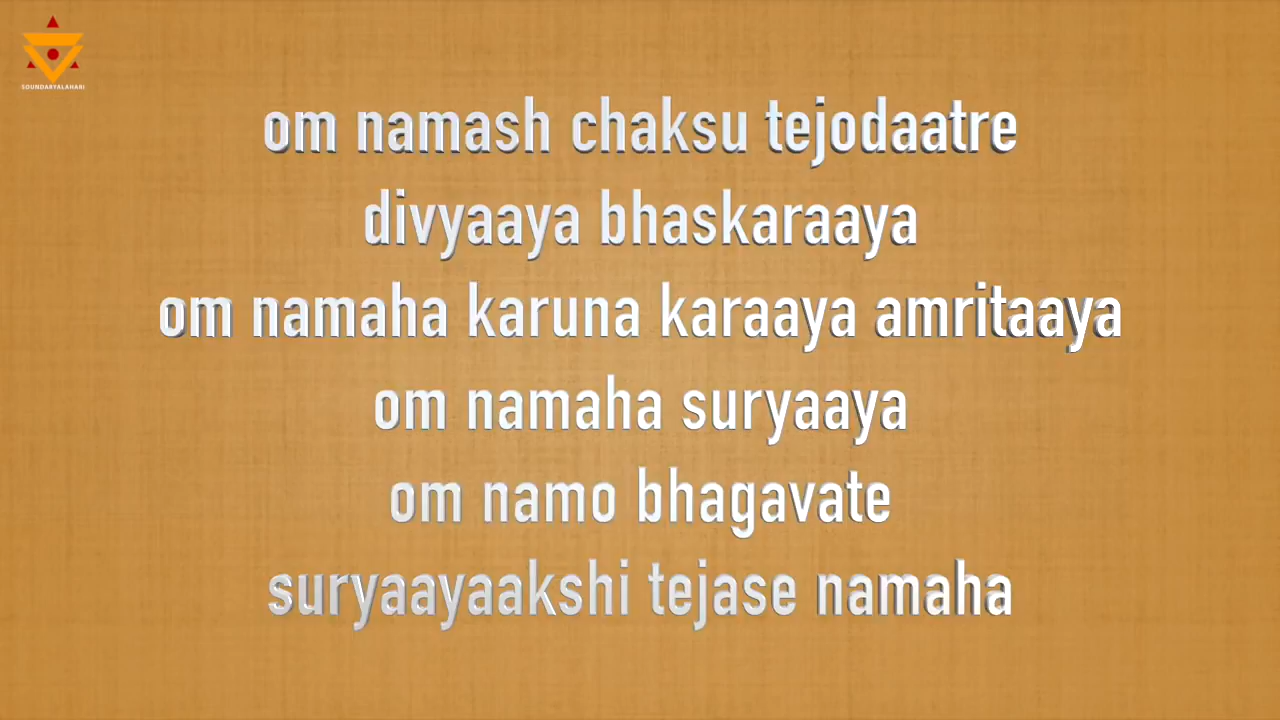 SOUNDARYALAHARI
om namash chaksu tejodaatre
divyaaya bhaskaraaya
om namaha karuna karaaya amritaaya
om namaha suryaaya
om namo bhagavate
suryaayaakshi tejase namaha